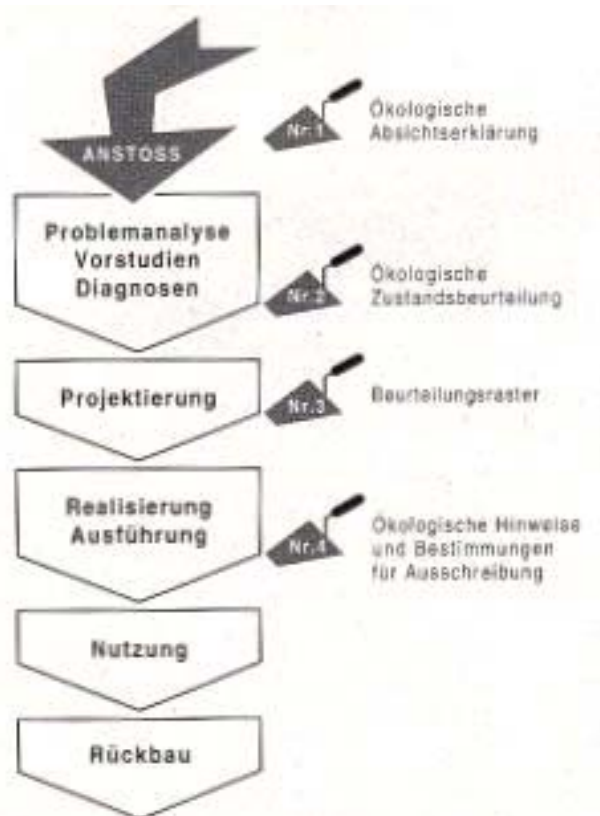 ANSTOSS
Nr.1
Ökologische
Absichtserklärung
Problemanalyse
Vorstudien
Diagnosen
Nr.2
Ökologische
Zustandsbeurteilung
Projektierung
Nr.3
Beurteilungsraster
Realisierung
Ausführung
Nr.4
Ökologische Hinweise
und Bestimmungen
für Ausschreibung
Nutzung
Rückbau